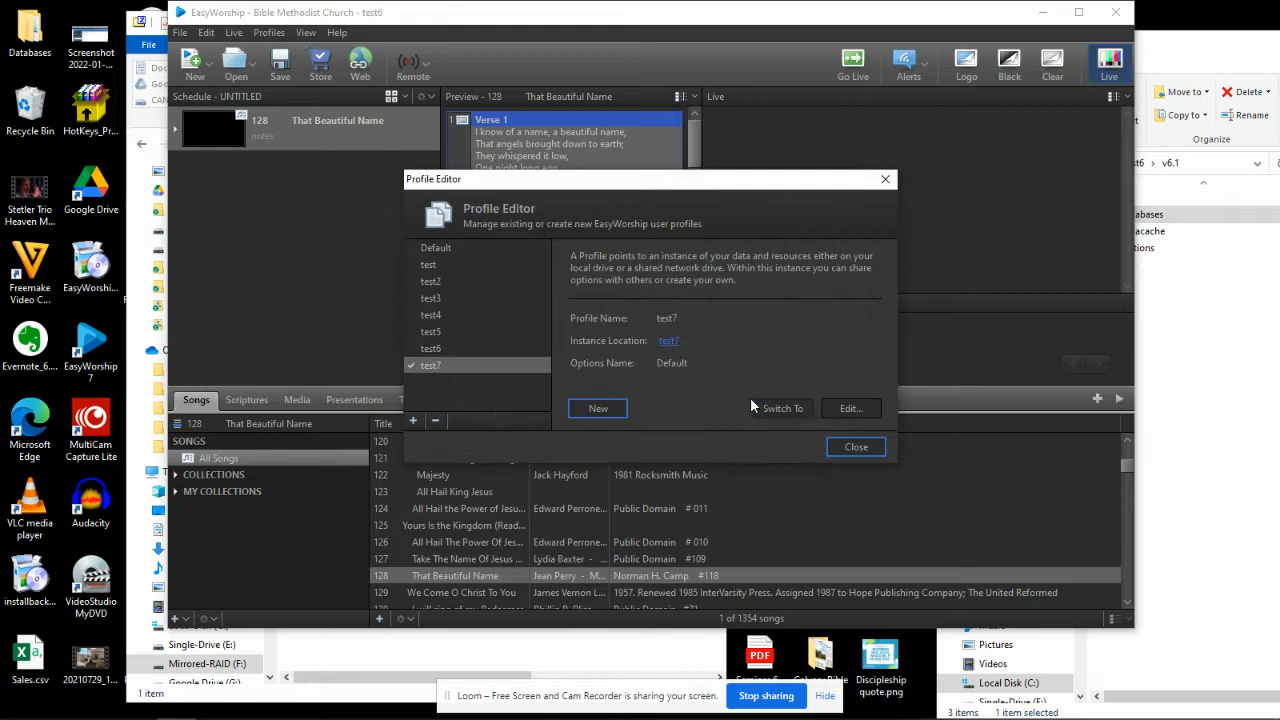 EasyWorship - Bible Methodist Church - test6
File Edit Live Profiles View Help
New Open Save Store Web Remote Go Live Alerts Logo Black Clear Live
Schedule - UNTITLED
Preview - 128 That Beautiful Name
Live
128 That Beautiful Name
notes
1 Verse 1
I know of a name, a beautiful name,
That angels brought down to earth;
They whispered it low,
One night long ago
Profile Editor
Profile Editor
Manage existing or create new EasyWorship user profiles
Default
test
test2
test3
test4
test5
test6
test7
A Profile points to an instance of your data and resources either on your
local drive or a shared network drive. Within this instance you can share
options with others or create your own.
Profile Name: test7
Instance Location: test7
Options Name: Default
New
Switch To
Edit...
Close
Songs Scriptures Media Presentations
128 That Beautiful Name
Title
SONGS
All Songs
COLLECTIONS
MY COLLECTIONS
120
121
122 Majesty Jack Hayford 1981 Rocksmith Music
123 All Hail King Jesus
124 All Hail the Power of Jesu... Edward Perrone... Public Domain # 011
125 Yours Is the Kingdom (Read...
126 All Hail The Power Of Jes... Edward Perrone... Public Domain # 010
127 Take The Name Of Jesus ... Lydia Baxter - Public Domain #109
128 That Beautiful Name Jean Perry - M... Norman H. Camp #118
129 We Come O Christ To You James Vernon L... 1957. Renewed 1985 InterVarsity Press. Assigned 1987 to Hope Publishing Company; The United Reformed
1 of 1354 songs
Databases
Screenshot
2022-01-...
Recycle Bin
HotKeys_Pr...
Stetler Trio
Heaven M...
Google Drive
Freemake
Video C...
EasyWorshi...
Evernote_6...
EasyWorship
7
Microsoft
Edge
MultiCam
Capture Lite
VLC media
player
Audacity
installback...
VideoStudio
MyDVD
Sales.csv
20210729_1...
File
Single-Drive (E:)
Mirrored-RAID (F:)
Google Drive (G:)
1 item
Move to
Copy to
Delete
Rename
Organize
v6.1
Pictures
Videos
Local Disk (C:)
3 items 1 item selected
Discipleship
quote.png
Loom – Free Screen and Cam Recorder is sharing your screen.
Stop sharing
Hide